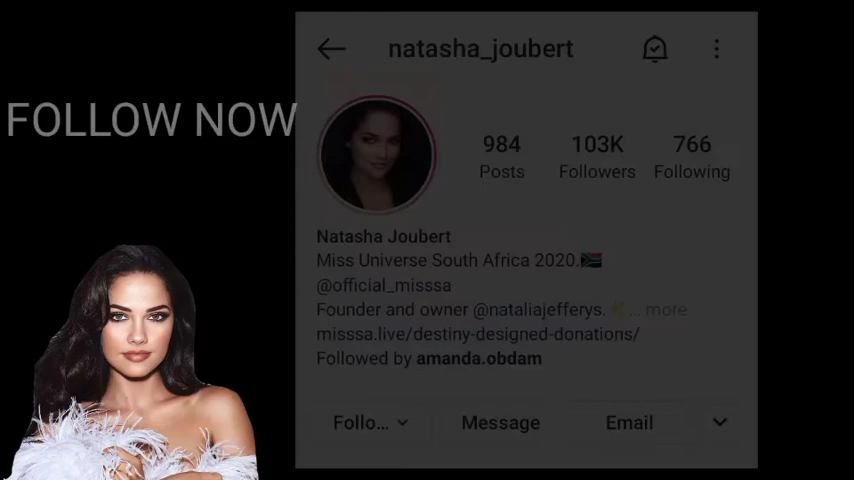 natasha_joubert
FOLLOW NOW
984 103K 766
Posts Followers Following
Natasha Joubert
Miss Universe South Africa 2020.🇿🇦
@official_misssa
Founder and owner @nataliajefferys. ✨... more
misssa.live/destiny-designed-donations/
Followed by amanda.obdam
Follo... Message Email